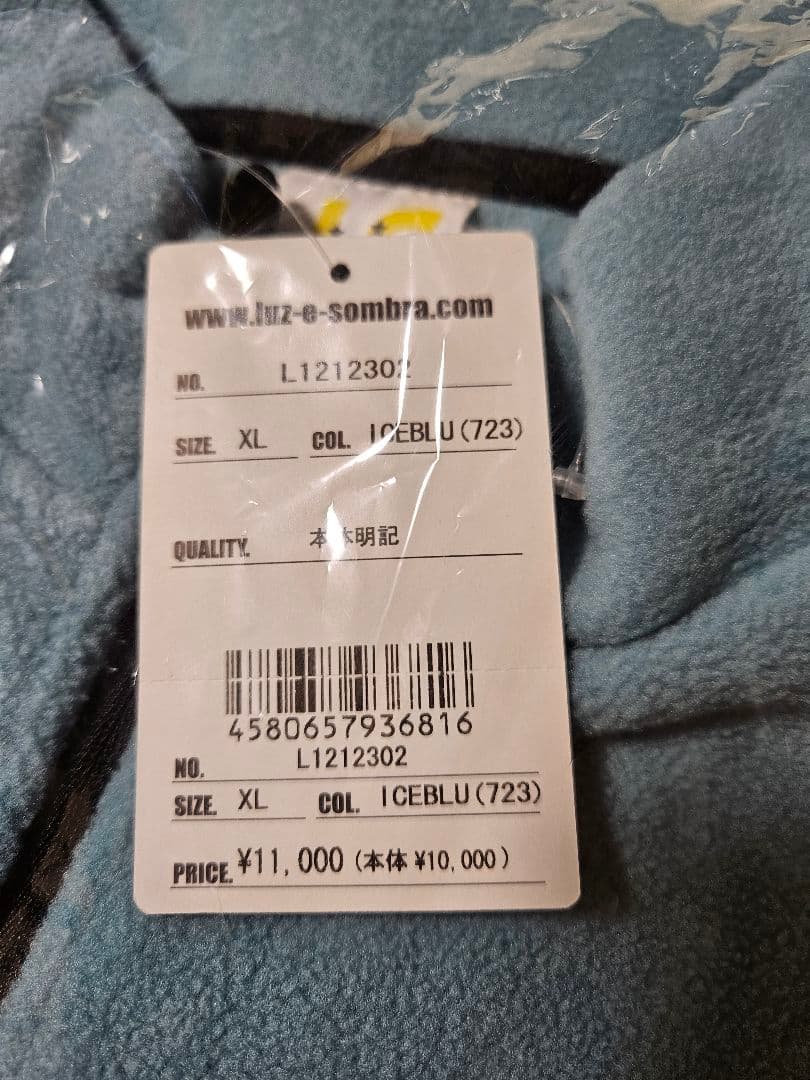 www.luz-e-sombra.com
NO. L1212302
SIZE. XL COL. ICEBLU(723)
QUALITY. 本体明記
4580657936816
NO. L1212302
SIZE. XL COL. ICEBLU(723)
PRICE. ¥11,000 (本体 ¥10,000)